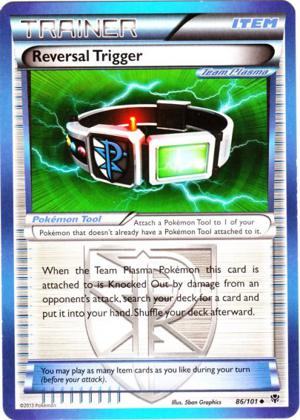 TRAINER
ITEM
Reversal Trigger
Team Plasma
Pokémon Tool
Attach a Pokémon Tool to 1 of your
Pokémon that doesn't already have a Pokémon Tool attached to it.
When the Team Plasma Pokémon this card is
attached to is Knocked Out by damage from an
opponent's attack, search your deck for a card and
put it into your hand. Shuffle your deck afterward.
You may play as many Item cards as you like during your turn
(before your attack).
©2013 Pokémon
Illus. 5ban Graphics
86/101